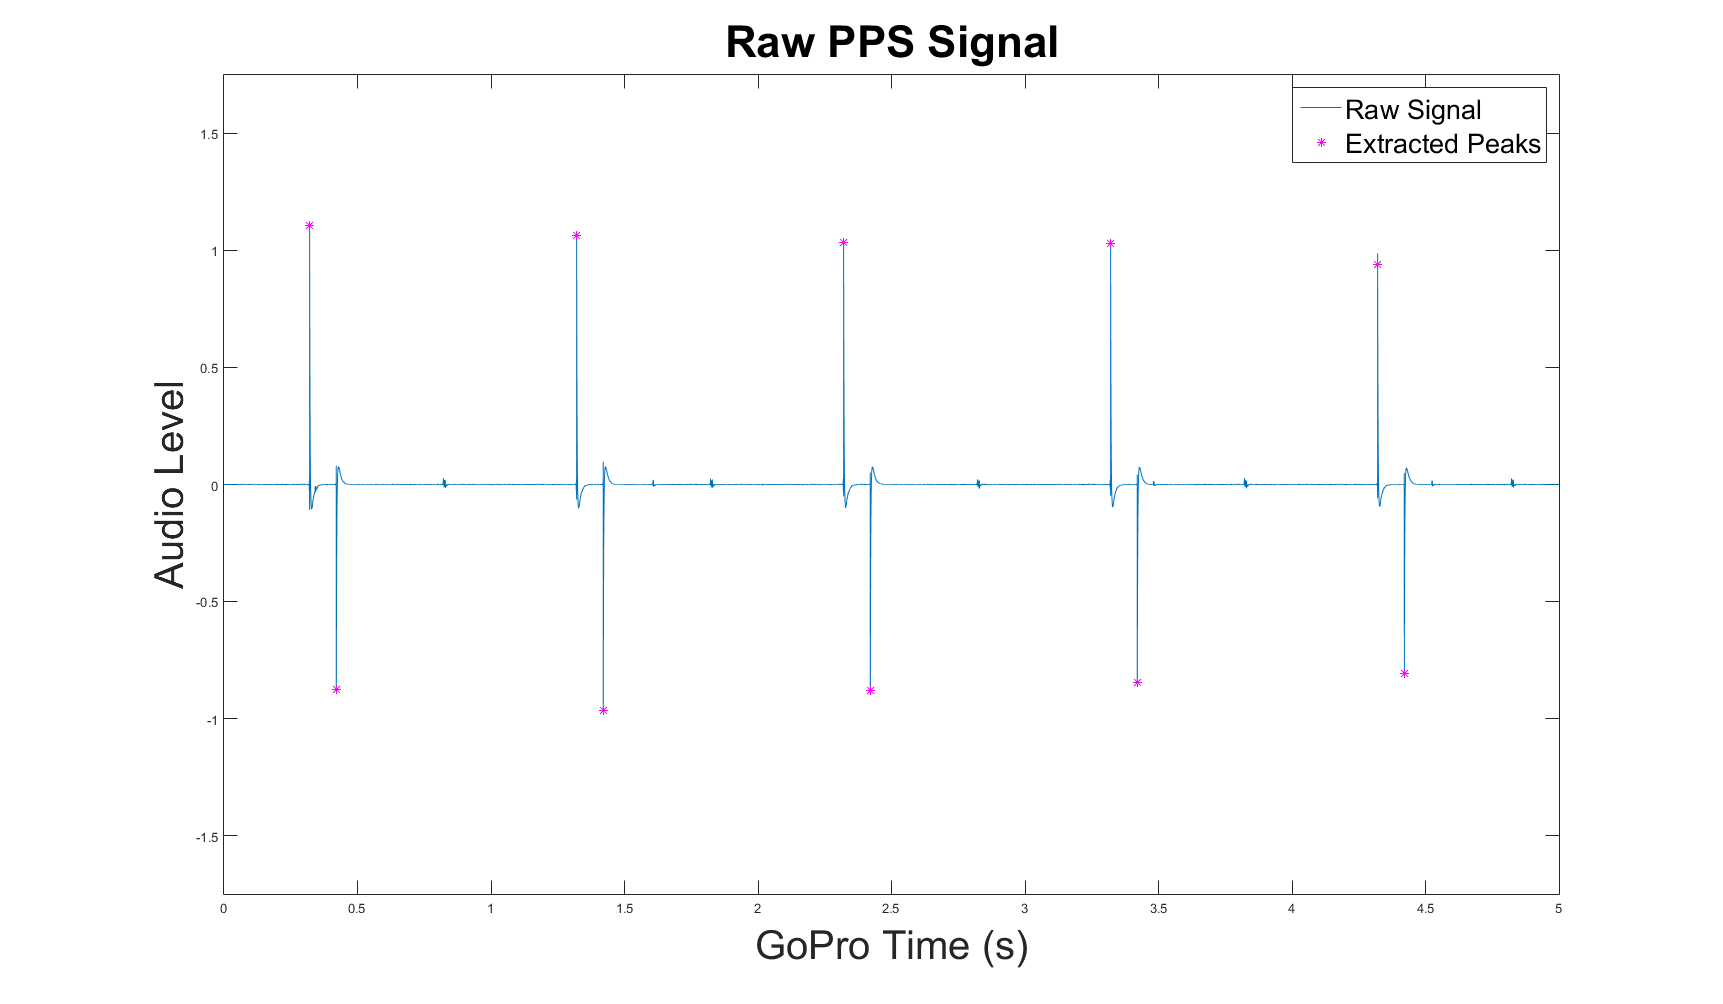 Raw PPS Signal
Raw Signal
Extracted Peaks
1.5
1
0.5
0
-0.5
-1
-1.5
Audio Level
0 0.5 1 1.5 2 2.5 3 3.5 4 4.5 5
GoPro Time (s)